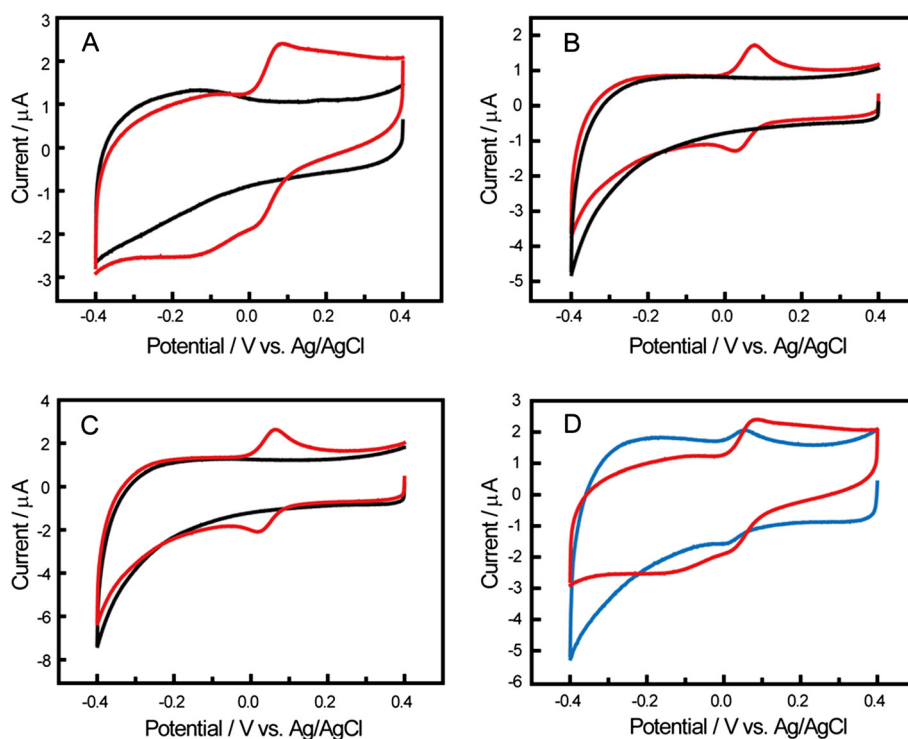 A
3
2
1
0
-1
-2
-3
Current / μA
-0.4 -0.2 0.0 0.2 0.4
Potential / V vs. Ag/AgCl
B
2
1
0
-1
-2
-3
-4
-5
Current / μA
-0.4 -0.2 0.0 0.2 0.4
Potential / V vs. Ag/AgCl
C
4
2
0
-2
-4
-6
-8
Current / μA
-0.4 -0.2 0.0 0.2 0.4
Potential / V vs. Ag/AgCl
D
3
2
1
0
-1
-2
-3
-4
-5
-6
Current / μA
-0.4 -0.2 0.0 0.2 0.4
Potential / V vs. Ag/AgCl